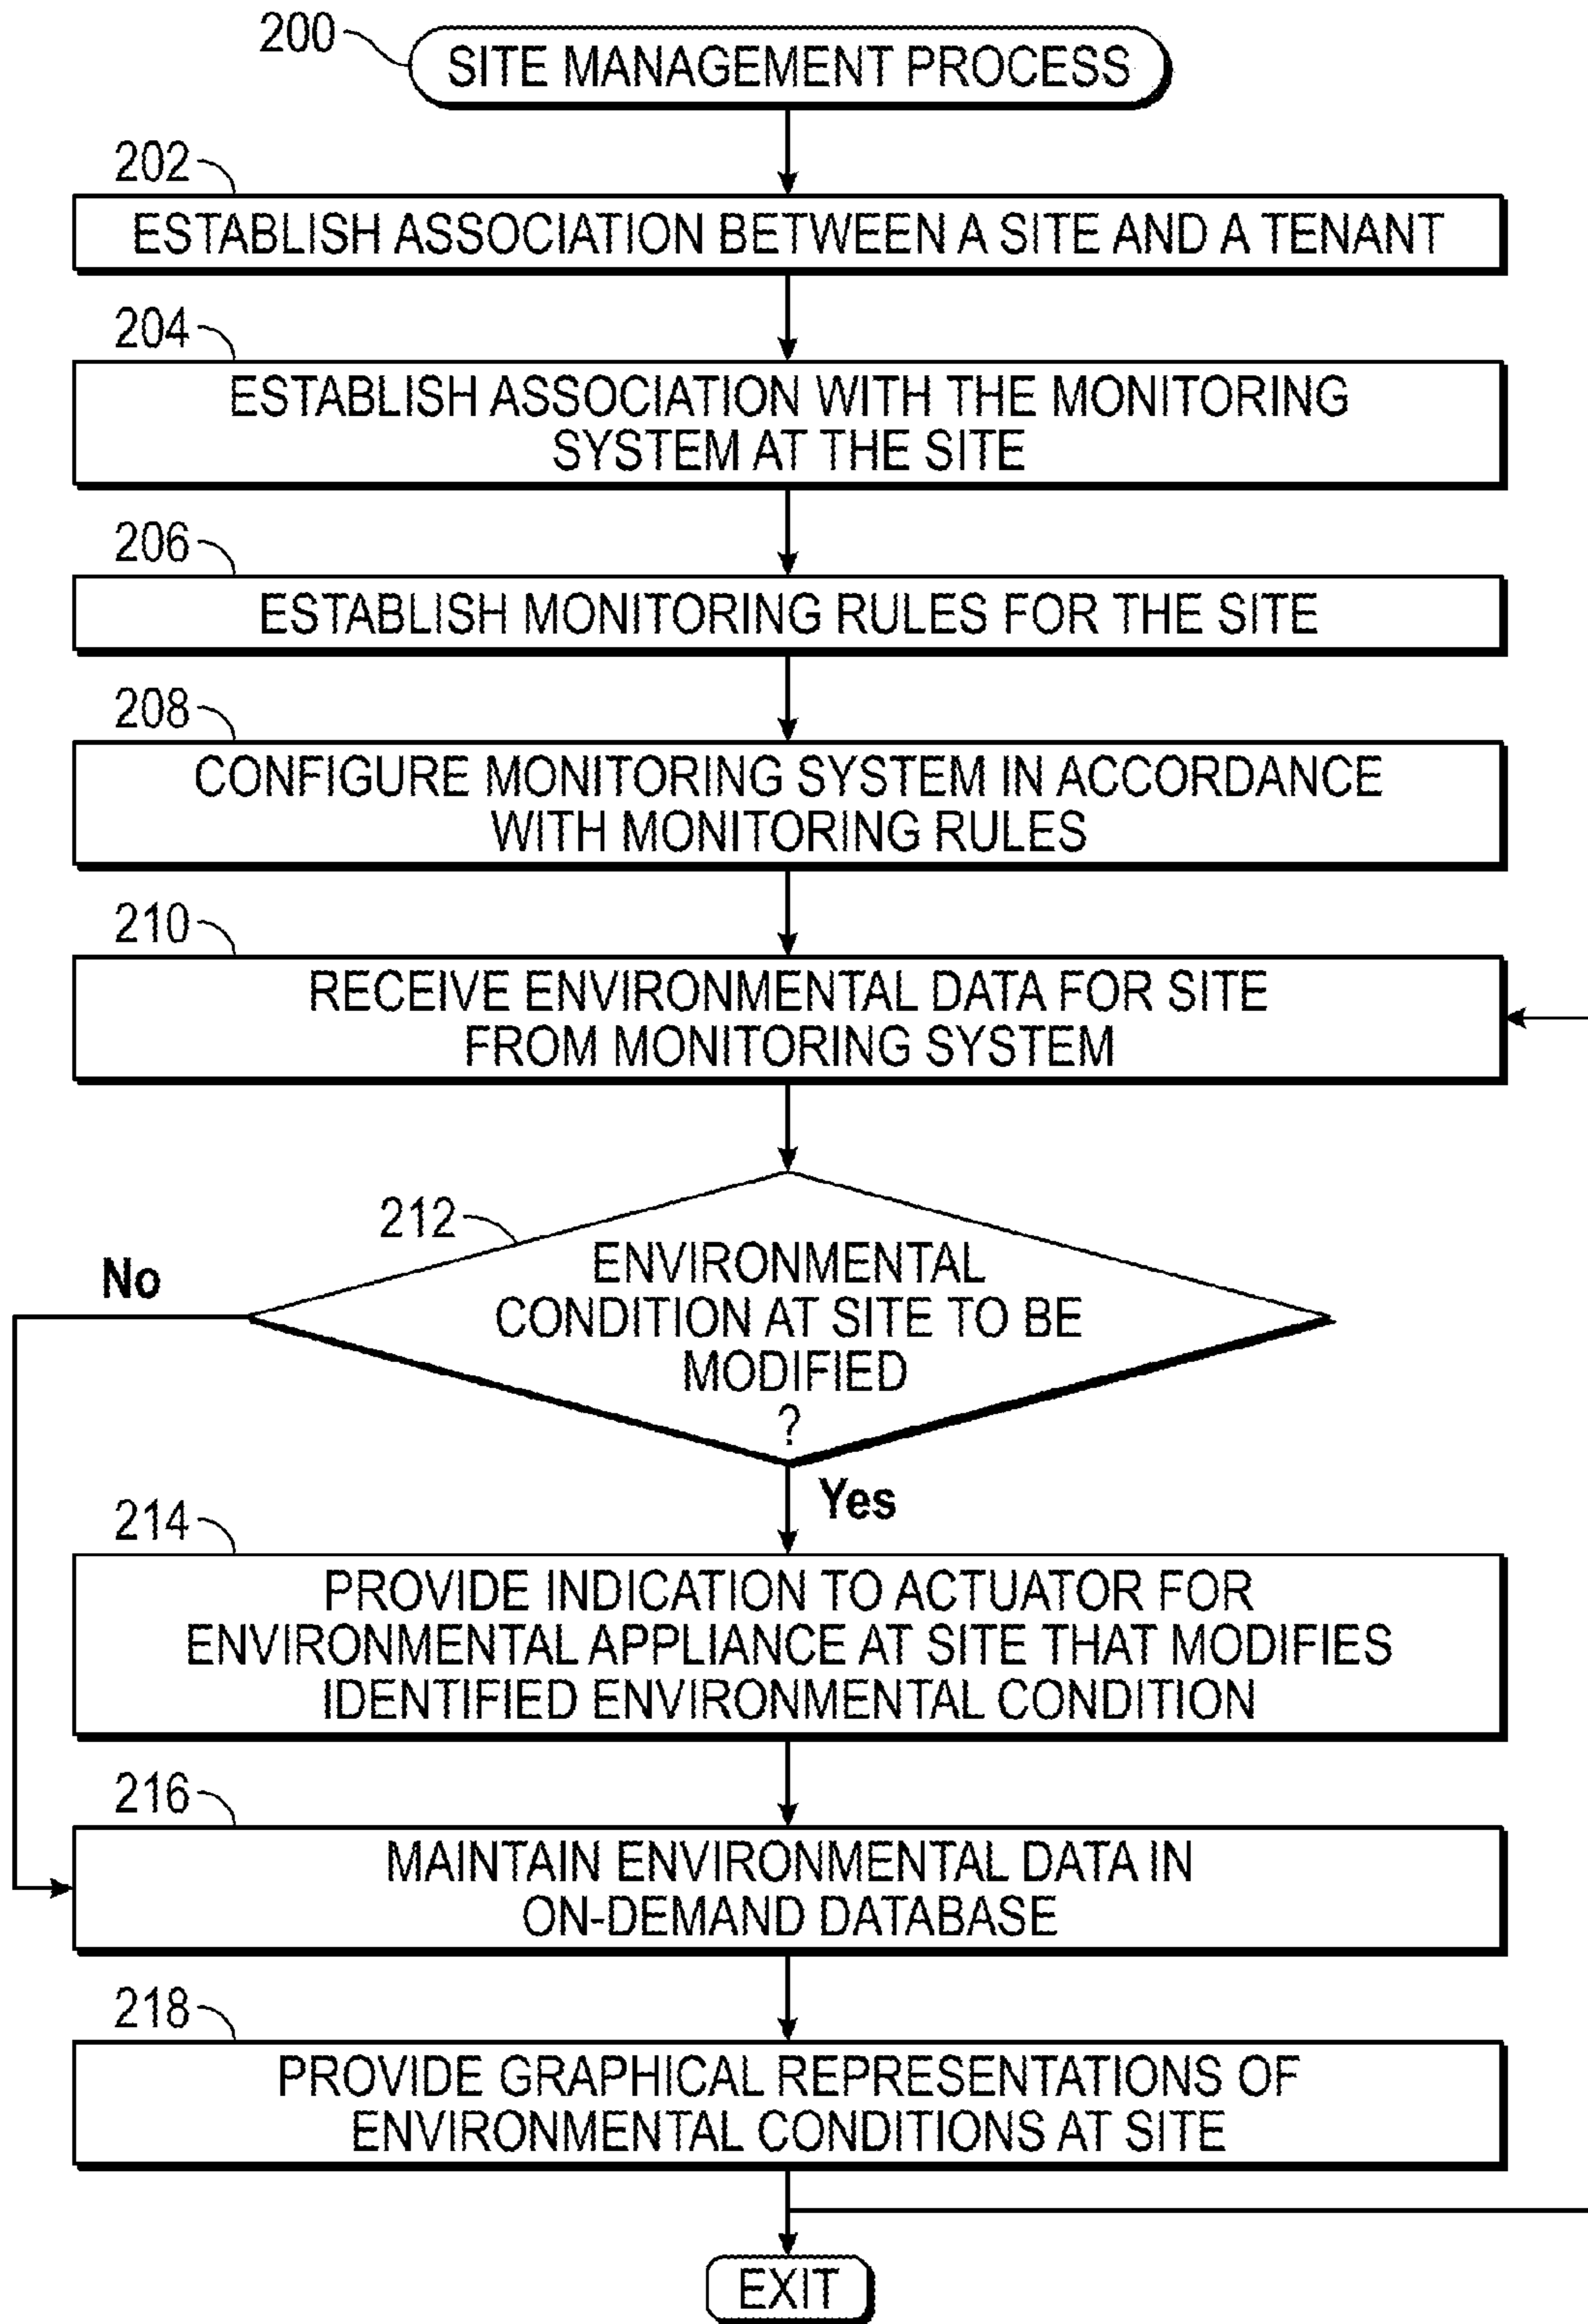 200
SITE MANAGEMENT PROCESS
202
ESTABLISH ASSOCIATION BETWEEN A SITE AND A TENANT
204
ESTABLISH ASSOCIATION WITH THE MONITORING
SYSTEM AT THE SITE
206
ESTABLISH MONITORING RULES FOR THE SITE
208
CONFIGURE MONITORING SYSTEM IN ACCORDANCE
WITH MONITORING RULES
210
RECEIVE ENVIRONMENTAL DATA FOR SITE
FROM MONITORING SYSTEM
212
ENVIRONMENTAL
CONDITION AT SITE TO BE
MODIFIED
?
No
Yes
214
PROVIDE INDICATION TO ACTUATOR FOR
ENVIRONMENTAL APPLIANCE AT SITE THAT MODIFIES
IDENTIFIED ENVIRONMENTAL CONDITION
216
MAINTAIN ENVIRONMENTAL DATA IN
ON-DEMAND DATABASE
218
PROVIDE GRAPHICAL REPRESENTATIONS OF
ENVIRONMENTAL CONDITIONS AT SITE
EXIT